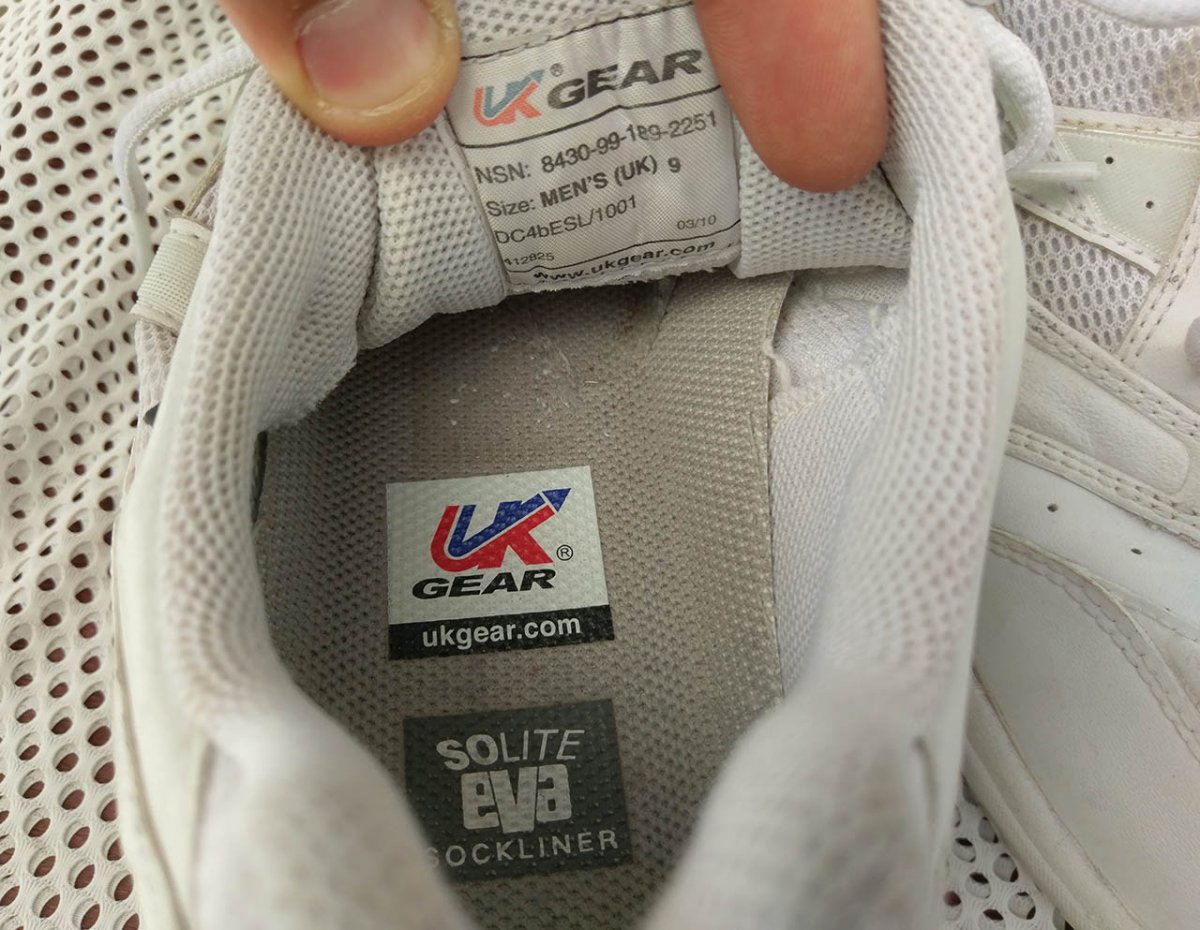 UK® GEAR
NSN: 8430-99-189-2251
Size: MEN'S (UK) 9
DC4bESL/1001
03/10
412825
www.ukgear.com
UK®
GEAR
ukgear.com
SOLITE
eva
SOCKLINER